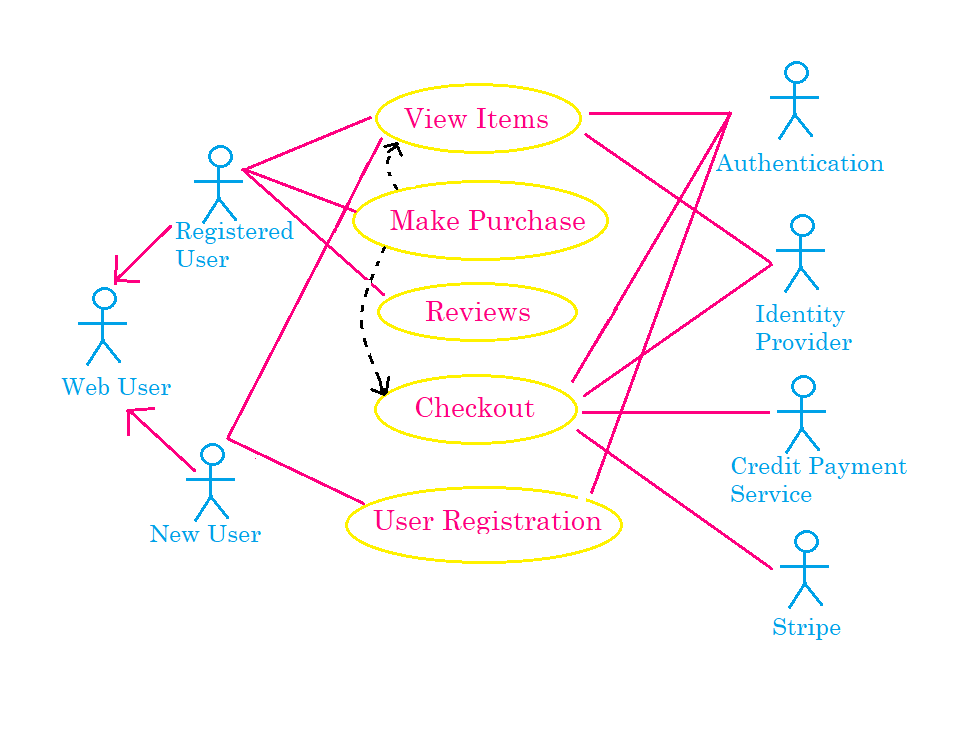 View Items
Authentication
Make Purchase
Registered
User
Reviews
Identity
Provider
Web User
Checkout
Credit Payment
Service
User Registration
New User
Stripe